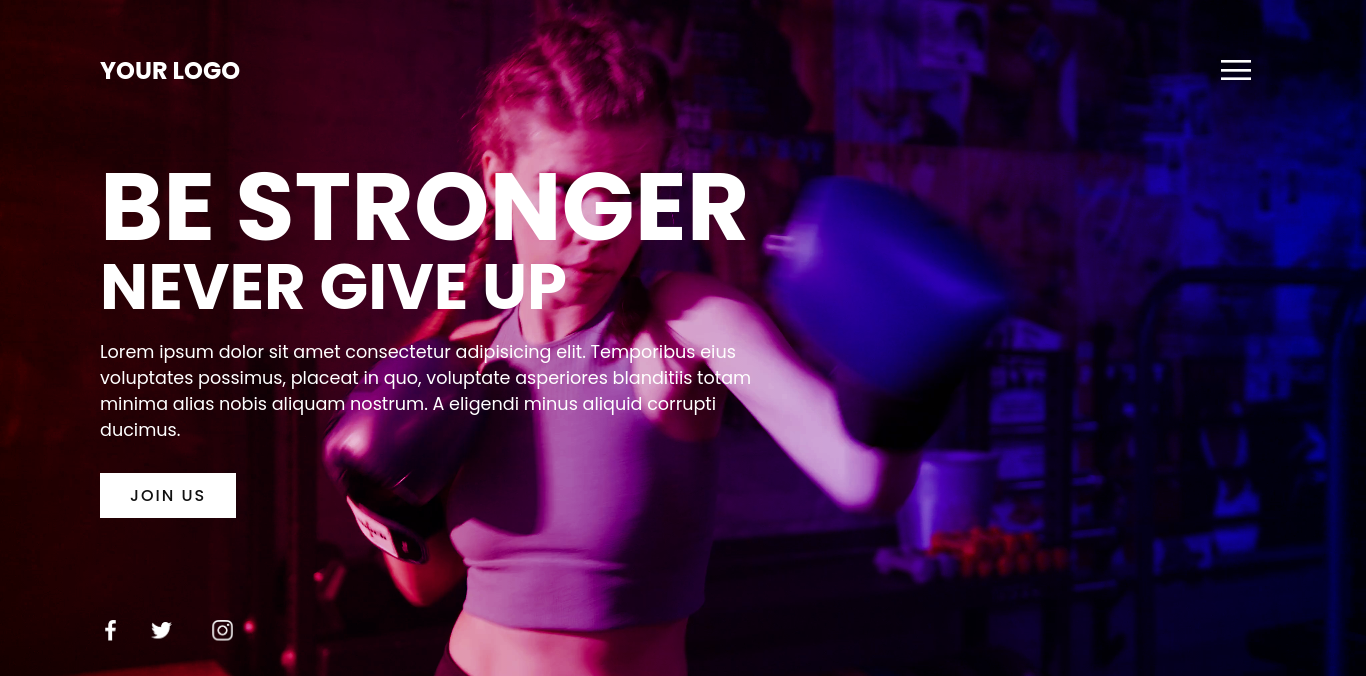 YOUR LOGO
BE STRONGER
NEVER GIVE UP
Lorem ipsum dolor sit amet consectetur adipisicing elit. Temporibus eius
voluptates possimus, placeat in quo, voluptate asperiores blanditiis totam
minima alias nobis aliquam nostrum. A eligendi minus aliquid corrupti
ducimus.
JOIN US